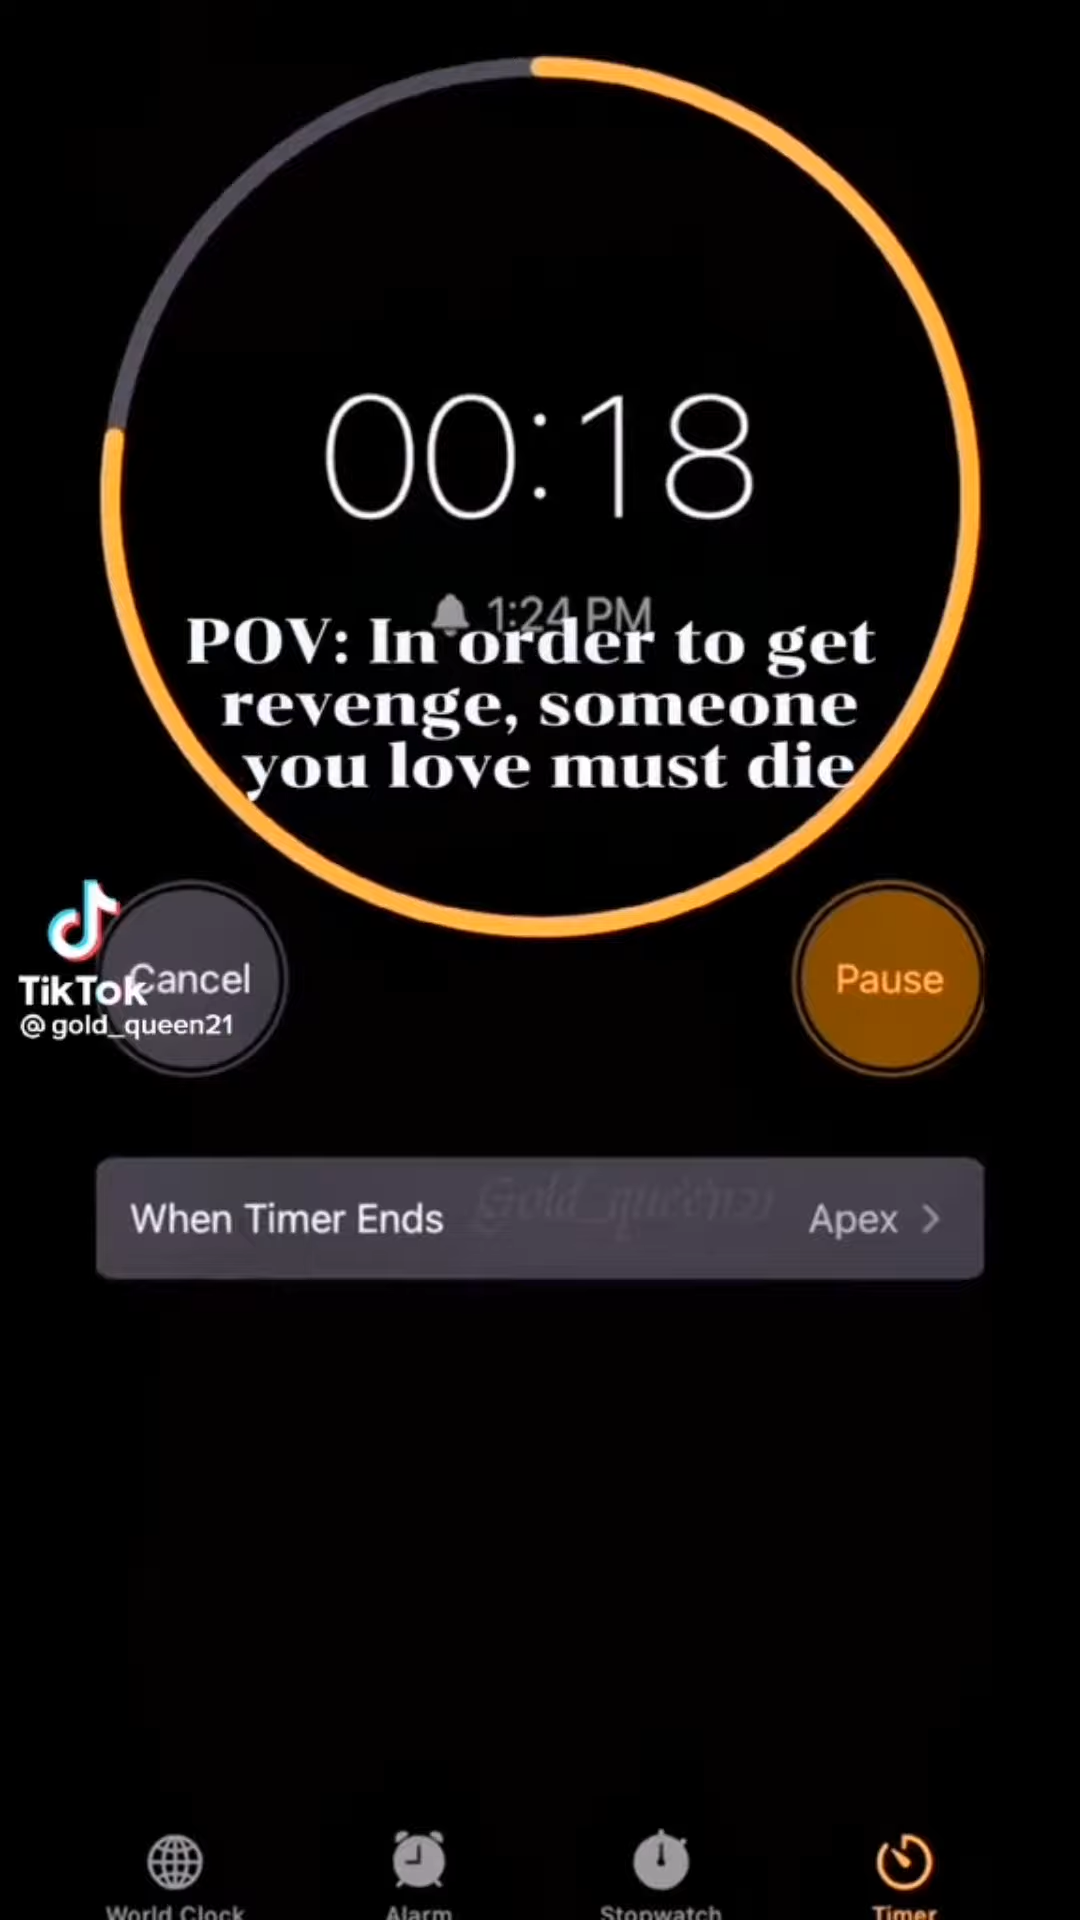 00:18
1:24 PM
POV: In order to get
revenge, someone
you love must die
TikTok
@gold_queen21
Cancel
Pause
When Timer Ends
Gold_queen21
Apex
World Clock
Alarm
Stopwatch
Timer